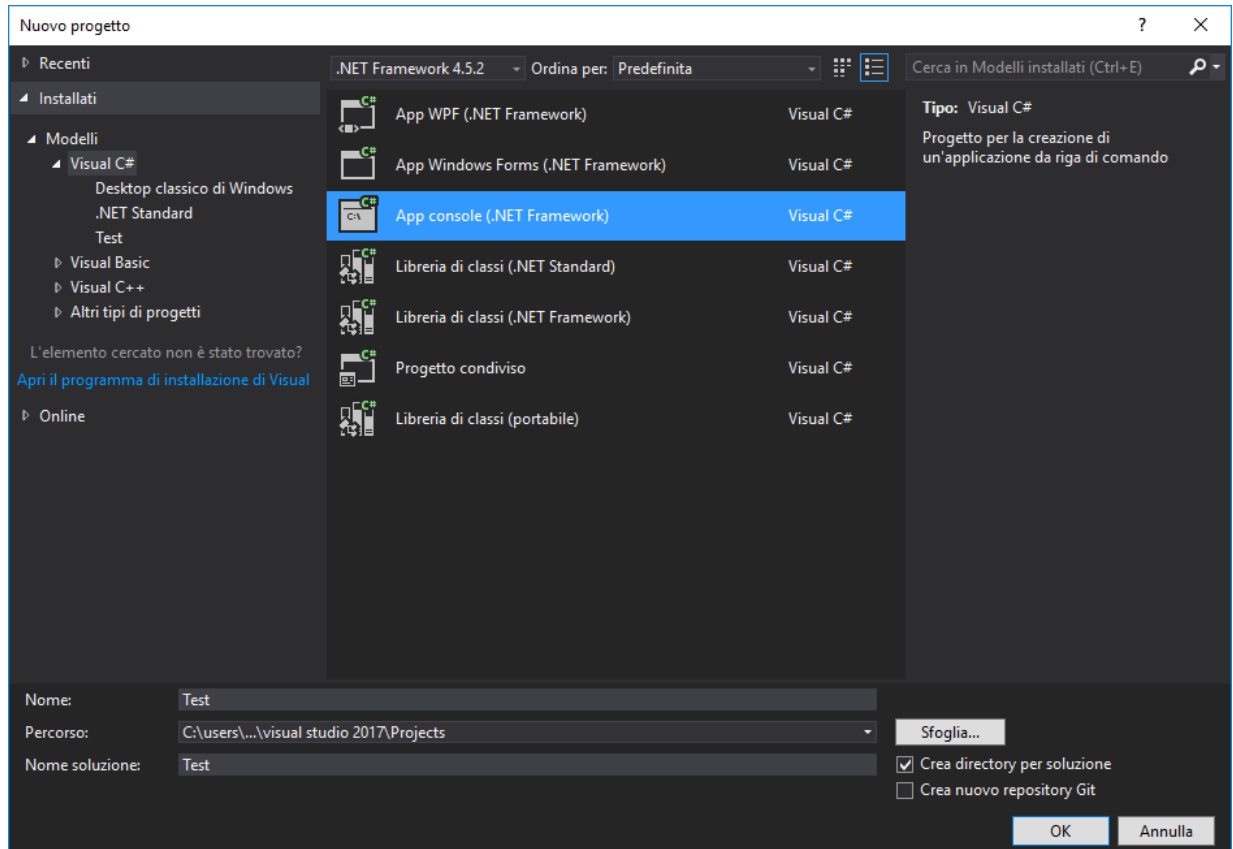 Nuovo progetto
?
Recenti
Installati
Modelli
Visual C#
Desktop classico di Windows
.NET Standard
Test
Visual Basic
Visual C++
Altri tipi di progetti
L'elemento cercato non è stato trovato?
Apri il programma di installazione di Visual
Online
.NET Framework 4.5.2 Ordina per: Predefinita
C# App WPF (.NET Framework) Visual C#
C# App Windows Forms (.NET Framework) Visual C#
C# C:\ App console (.NET Framework) Visual C#
C# Libreria di classi (.NET Standard) Visual C#
C# Libreria di classi (.NET Framework) Visual C#
C# Progetto condiviso Visual C#
C# Libreria di classi (portabile) Visual C#
Cerca in Modelli installati (Ctrl+E)
Tipo: Visual C#
Progetto per la creazione di
un'applicazione da riga di comando
Nome: Test
Percorso: C:\users\...\visual studio 2017\Projects Sfoglia...
Nome soluzione: Test
Crea directory per soluzione
Crea nuovo repository Git
OK Annulla